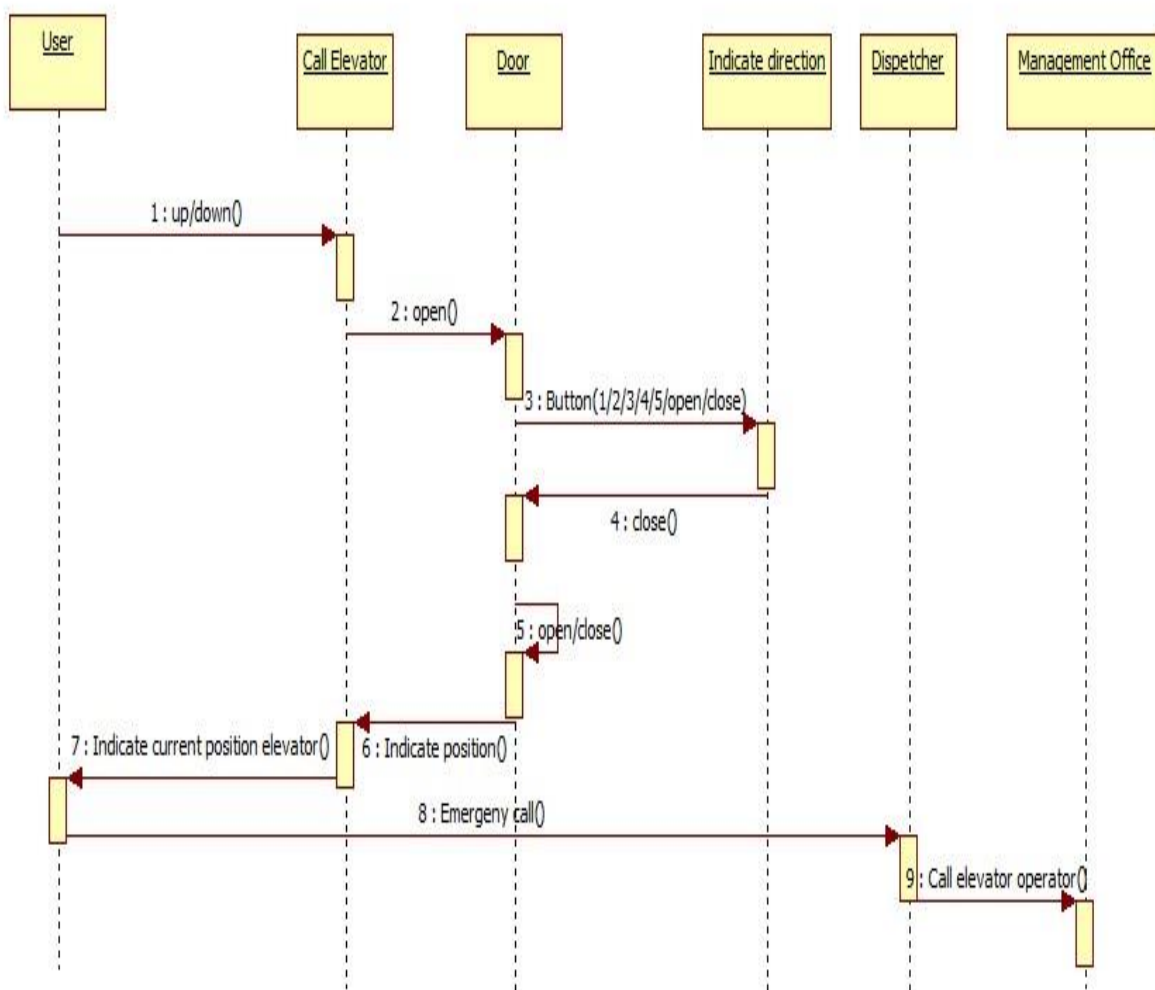 User
Call Elevator
Door
Indicate direction
Dispetcher
Management Office
1 : up/down()
2 : open()
3 : Button(1/2/3/4/5/open/close)
4 : close()
5 : open/close()
6 : Indicate position()
7 : Indicate current position elevator()
8 : Emergeny call()
9 : Call elevator operator()